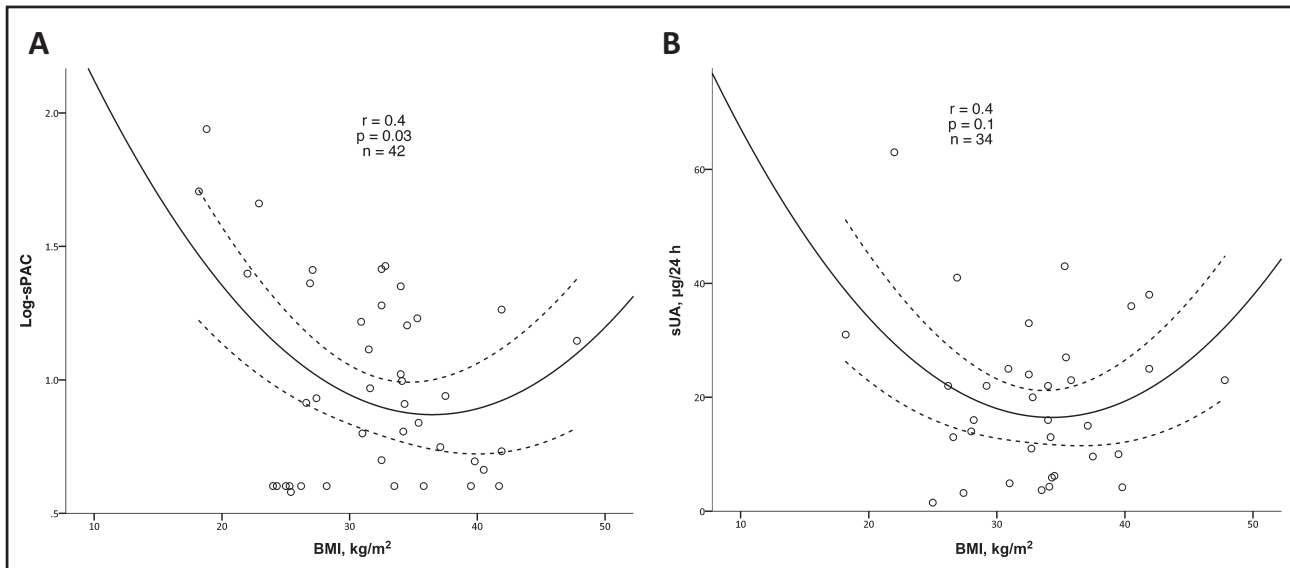 A
Log-sPAC
2.0
1.5
1.0
.5
r = 0.4
p = 0.03
n = 42
10 20 30 40 50
BMI, kg/m²
B
sUA, µg/24 h
60
40
20
0
r = 0.4
p = 0.1
n = 34
10 20 30 40 50
BMI, kg/m²